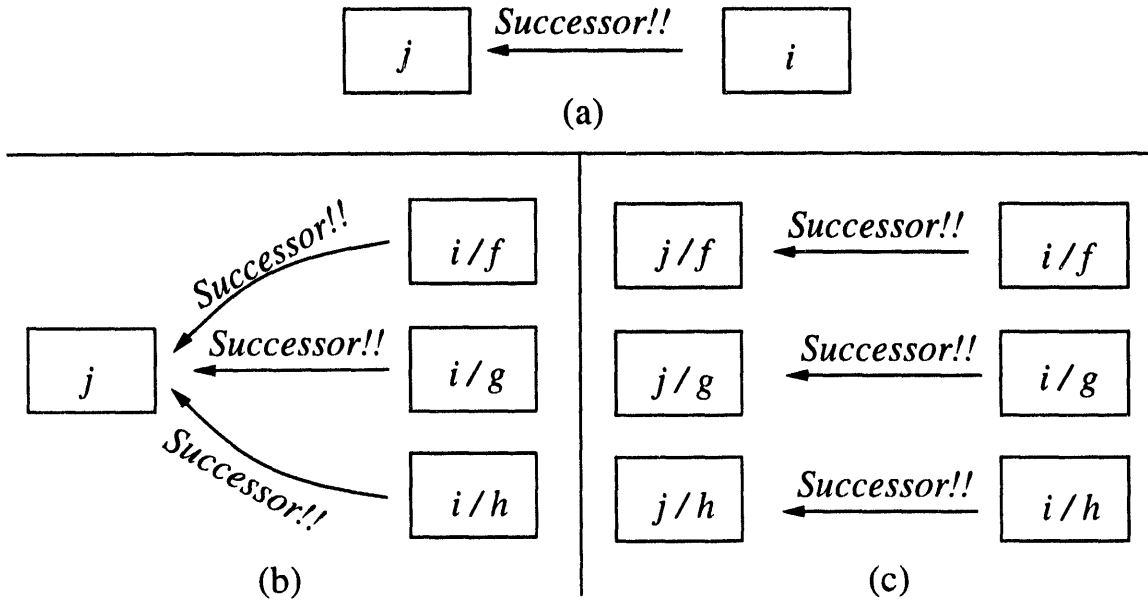 Successor!!
j
i
(a)
Successor!!
i/f
Successor!!
j
i/g
Successor!!
i/h
(b)
j/f
Successor!!
i/f
j/g
Successor!!
i/g
j/h
Successor!!
i/h
(c)